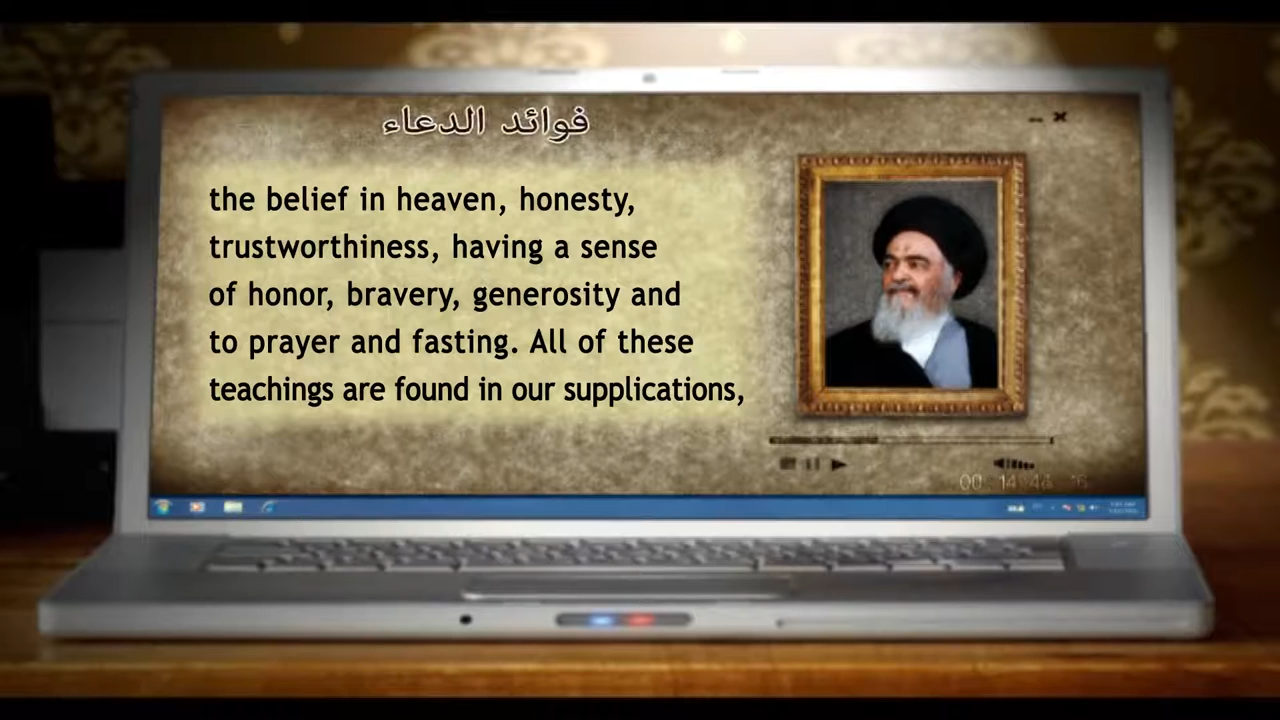 فوائد الدعاء
the belief in heaven, honesty,
trustworthiness, having a sense
of honor, bravery, generosity and
to prayer and fasting. All of these
teachings are found in our supplications,